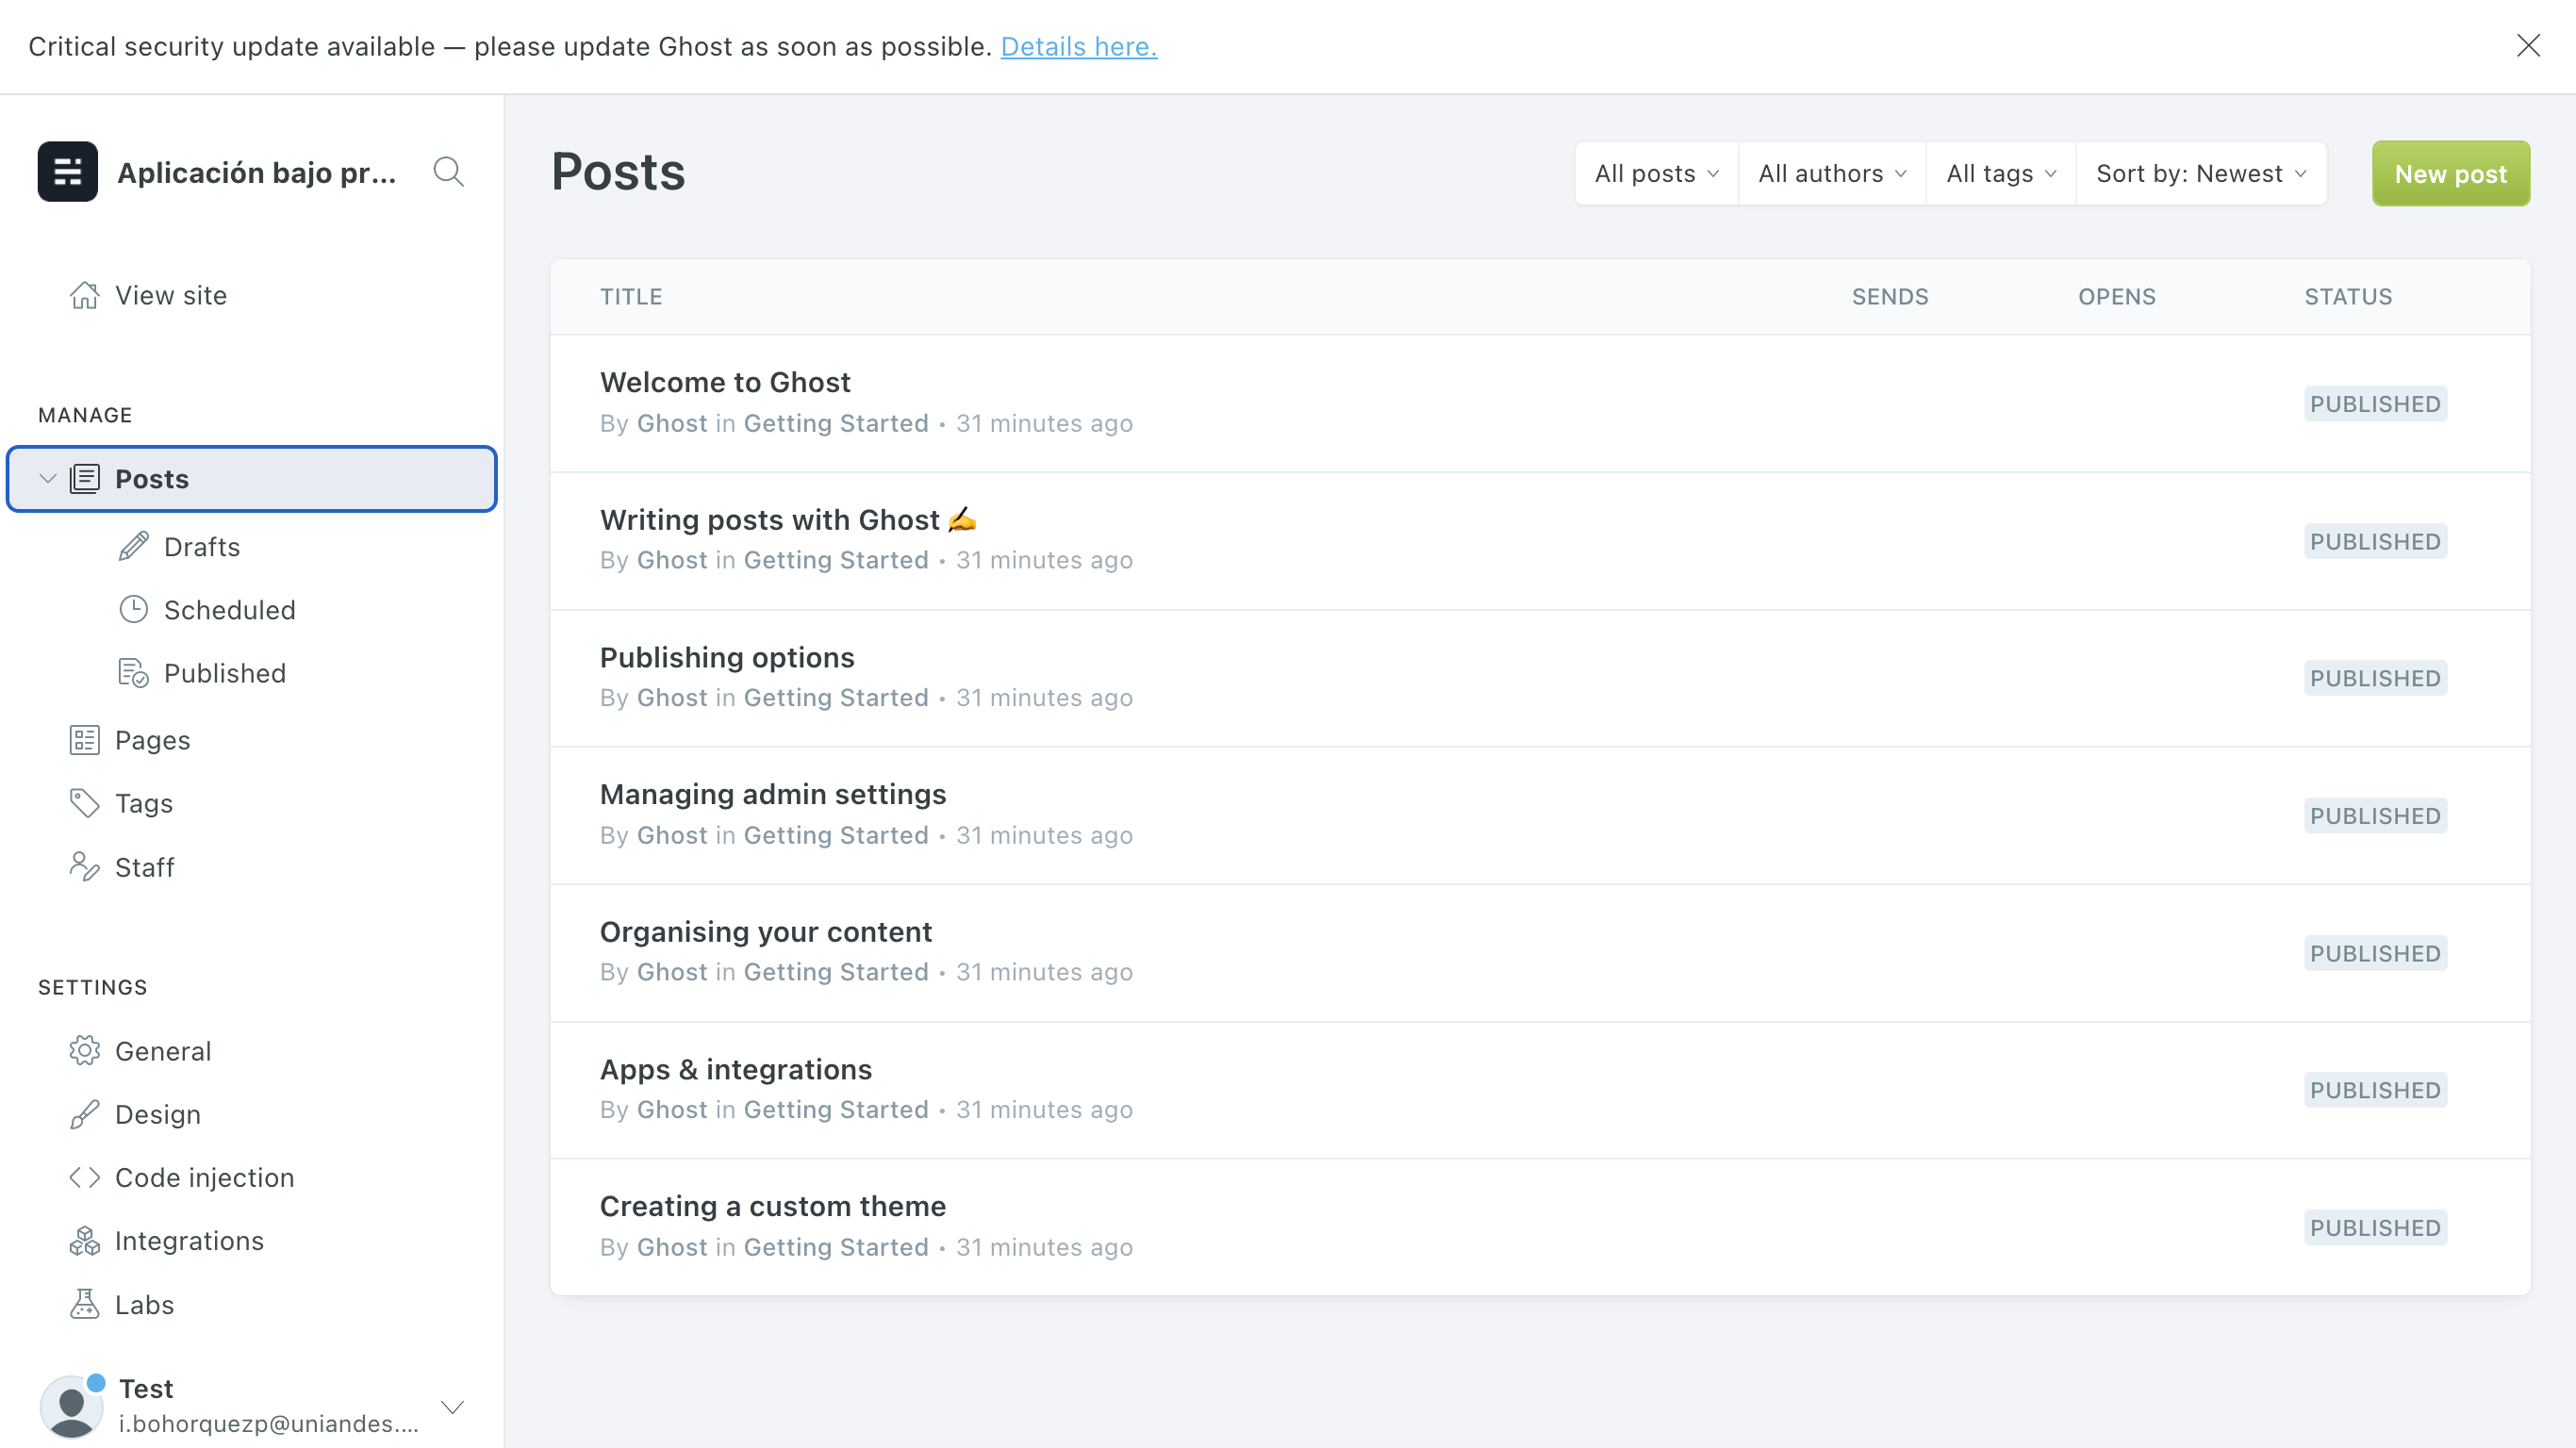 Critical security update available — please update Ghost as soon as possible. Details here.
Aplicación bajo pr...
View site
MANAGE
Posts
Drafts
Scheduled
Published
Pages
Tags
Staff
SETTINGS
General
Design
Code injection
Integrations
Labs
Test
i.bohorquezp@uniandes....
Posts
All posts All authors All tags Sort by: Newest New post
TITLE SENDS OPENS STATUS
Welcome to Ghost
By Ghost in Getting Started • 31 minutes ago
PUBLISHED
Writing posts with Ghost ✍️
By Ghost in Getting Started • 31 minutes ago
PUBLISHED
Publishing options
By Ghost in Getting Started • 31 minutes ago
PUBLISHED
Managing admin settings
By Ghost in Getting Started • 31 minutes ago
PUBLISHED
Organising your content
By Ghost in Getting Started • 31 minutes ago
PUBLISHED
Apps & integrations
By Ghost in Getting Started • 31 minutes ago
PUBLISHED
Creating a custom theme
By Ghost in Getting Started • 31 minutes ago
PUBLISHED